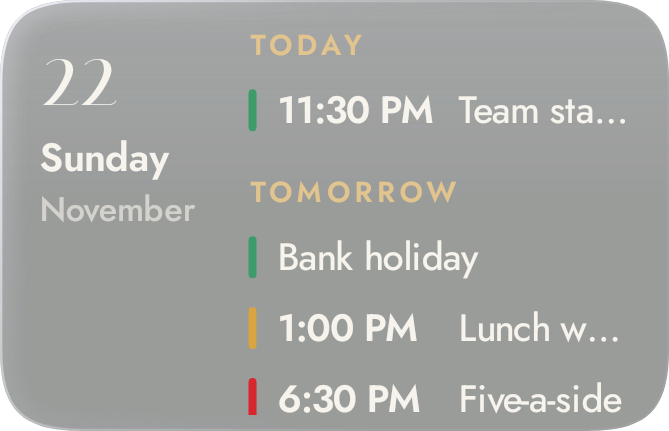 22
Sunday
November
TODAY
11:30 PM Team sta...
TOMORROW
Bank holiday
1:00 PM Lunch w...
6:30 PM Five-a-side